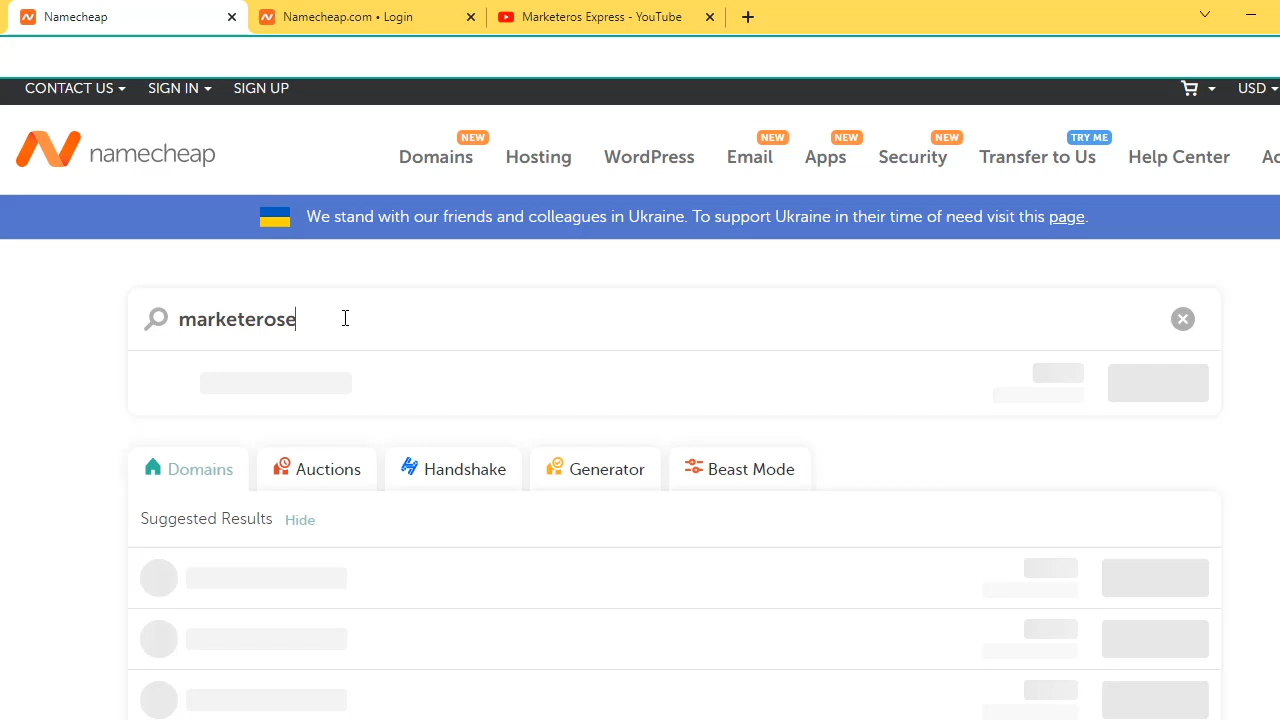 Namecheap
Namecheap.com • Login
Marketeros Express - YouTube
CONTACT US
SIGN IN
SIGN UP
USD
namecheap
Domains
NEW
Hosting
WordPress
Email
NEW
Apps
NEW
Security
NEW
Transfer to Us
TRY ME
Help Center
Ac
We stand with our friends and colleagues in Ukraine. To support Ukraine in their time of need visit this page.
marketerose
Domains
Auctions
Handshake
Generator
Beast Mode
Suggested Results Hide